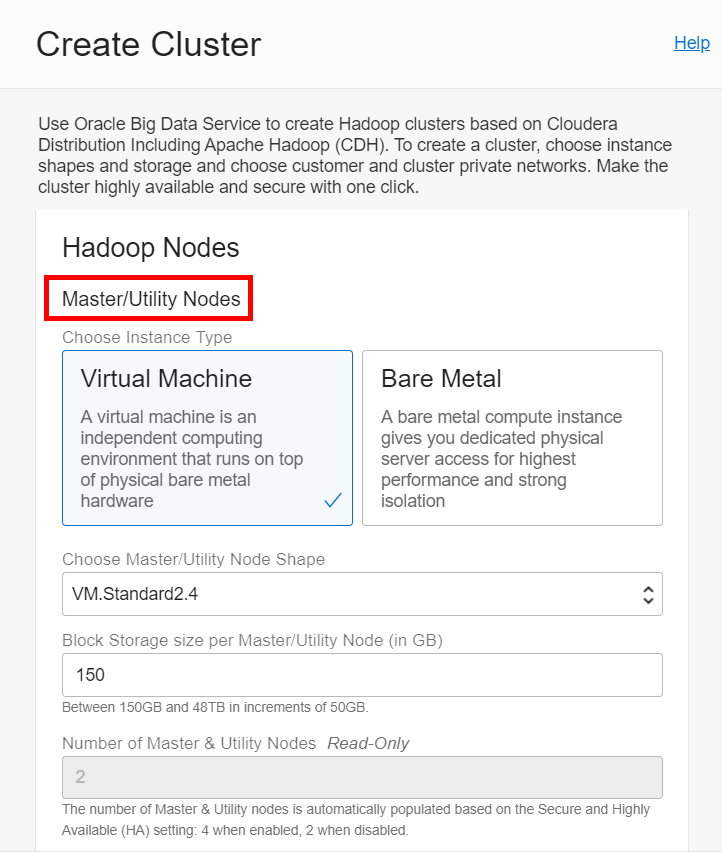 Create Cluster
Help
Use Oracle Big Data Service to create Hadoop clusters based on Cloudera
Distribution Including Apache Hadoop (CDH). To create a cluster, choose instance
shapes and storage and choose customer and cluster private networks. Make the
cluster highly available and secure with one click.
Hadoop Nodes
Master/Utility Nodes
Choose Instance Type
Virtual Machine
A virtual machine is an
independent computing
environment that runs on top
of physical bare metal
hardware
Bare Metal
A bare metal compute instance
gives you dedicated physical
server access for highest
performance and strong
isolation
Choose Master/Utility Node Shape
VM.Standard2.4
Block Storage size per Master/Utility Node (in GB)
150
Between 150GB and 48TB in increments of 50GB.
Number of Master & Utility Nodes Read-Only
2
The number of Master & Utility nodes is automatically populated based on the Secure and Highly
Available (HA) setting: 4 when enabled, 2 when disabled.